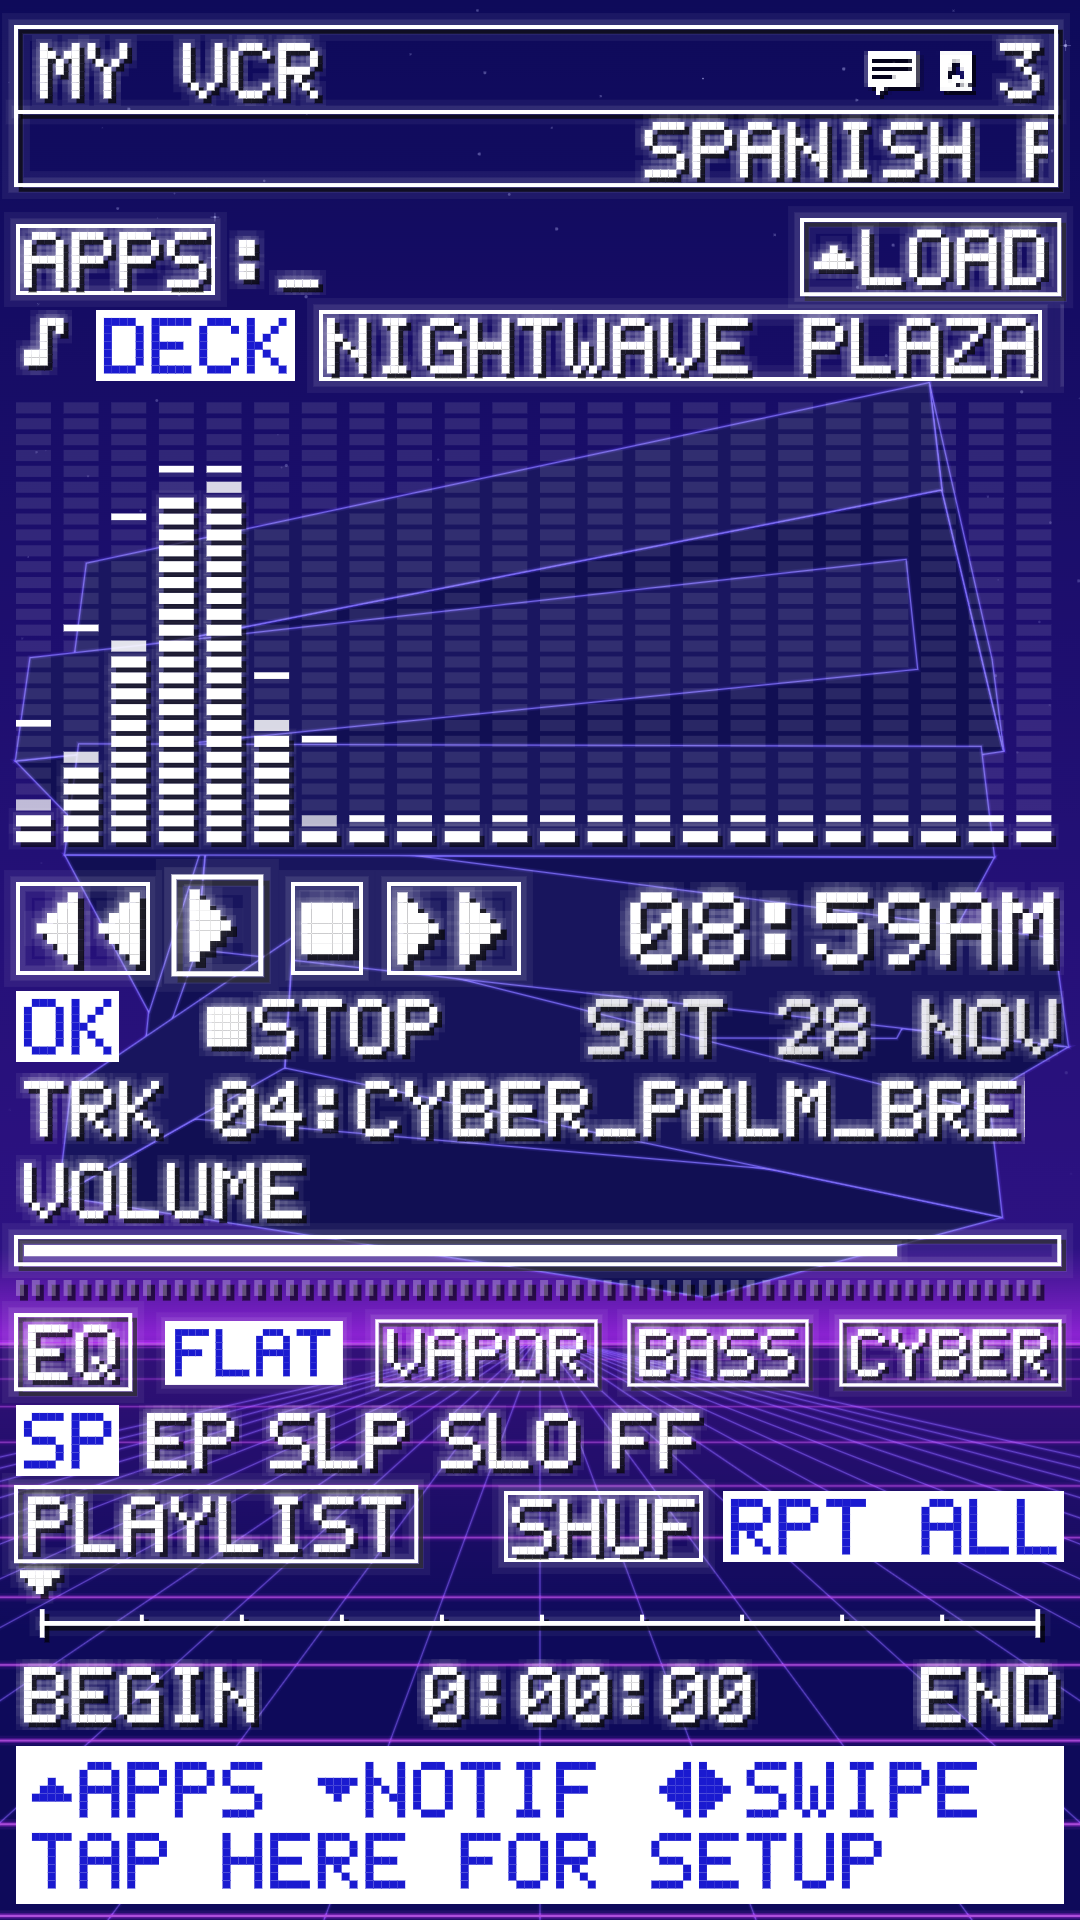 MY VCR 3
SPANISH
APPS:_ ▲LOAD
♪ DECK NIGHTWAVE PLAZA
08:59AM
OK ■STOP SAT 28 NOV
TRK 04:CYBER_PALM_BRE
VOLUME
EQ FLAT VAPOR BASS CYBER
SP EP SLP SLO FF
PLAYLIST SHUF RPT ALL
BEGIN 0:00:00 END
▲APPS ▼NOTIF ◀▶SWIPE
TAP HERE FOR SETUP